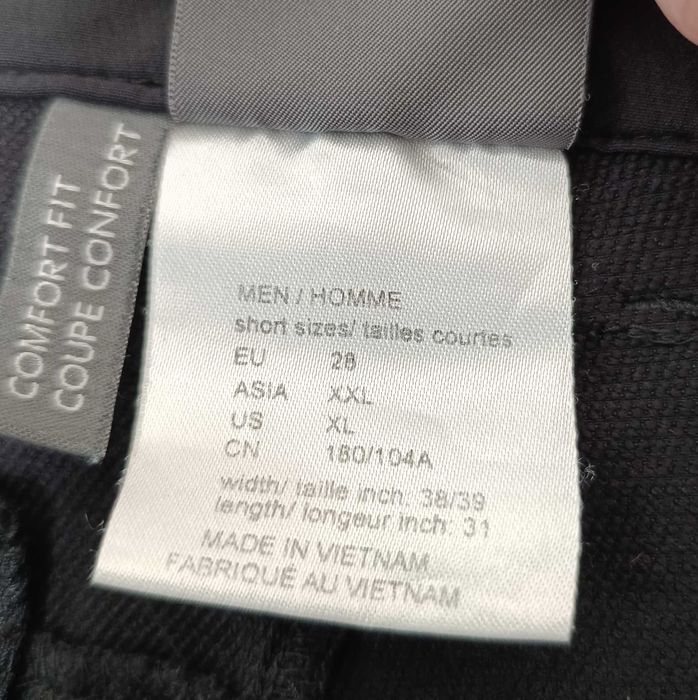 COMFORT FIT
COUPE CONFORT
MEN / HOMME
short sizes/ tailles courtes
EU 28
ASIA XXL
US XL
CN 180/104A
width/ taille inch: 38/39
length/ longeur inch: 31
MADE IN VIETNAM
FABRIQUÉ AU VIETNAM